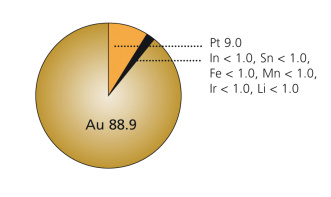 Pt 9.0
In < 1.0, Sn < 1.0,
Fe < 1.0, Mn < 1.0,
Ir < 1.0, Li < 1.0
Au 88.9